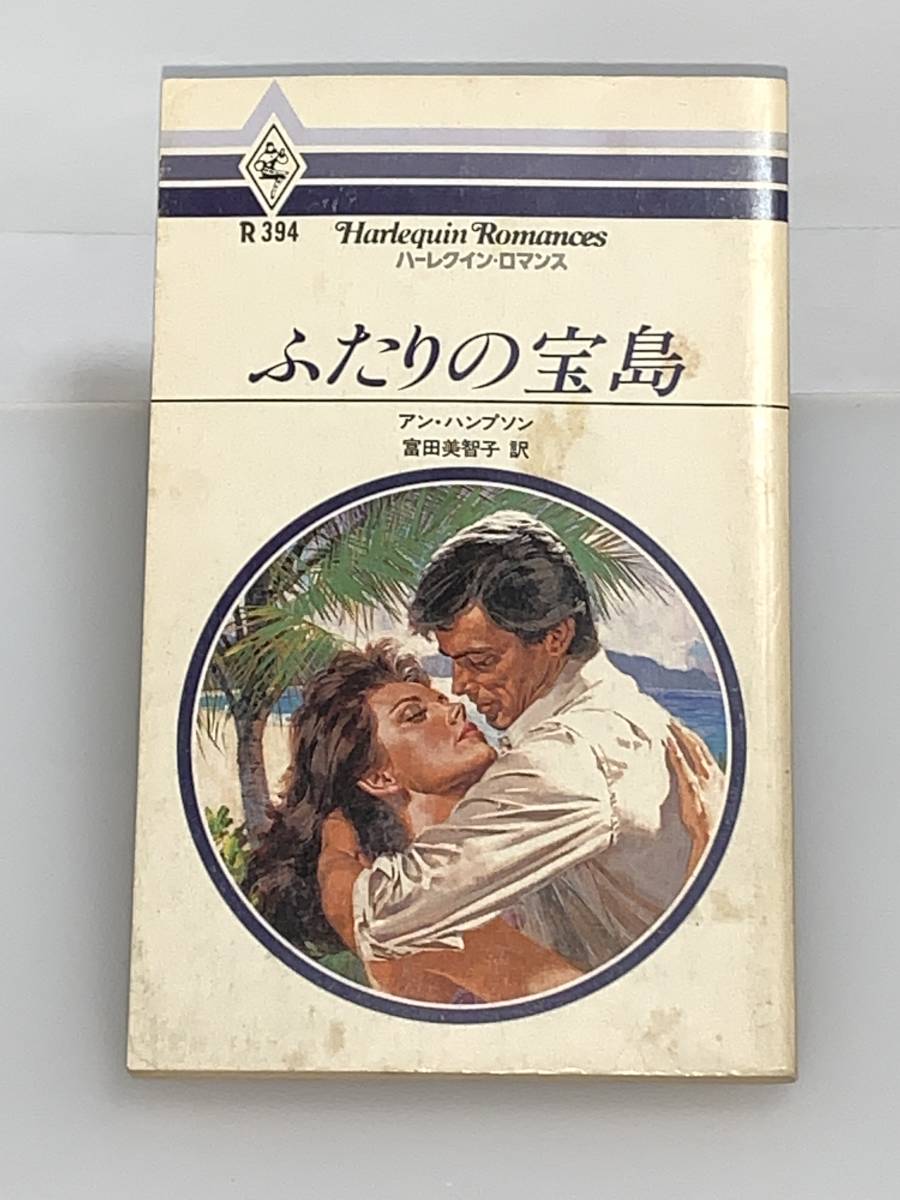 R 394
Harlequin Romances
ハーレクイン・ロマンス
ふたりの宝島
アン・ハンプソン
富田美智子 訳